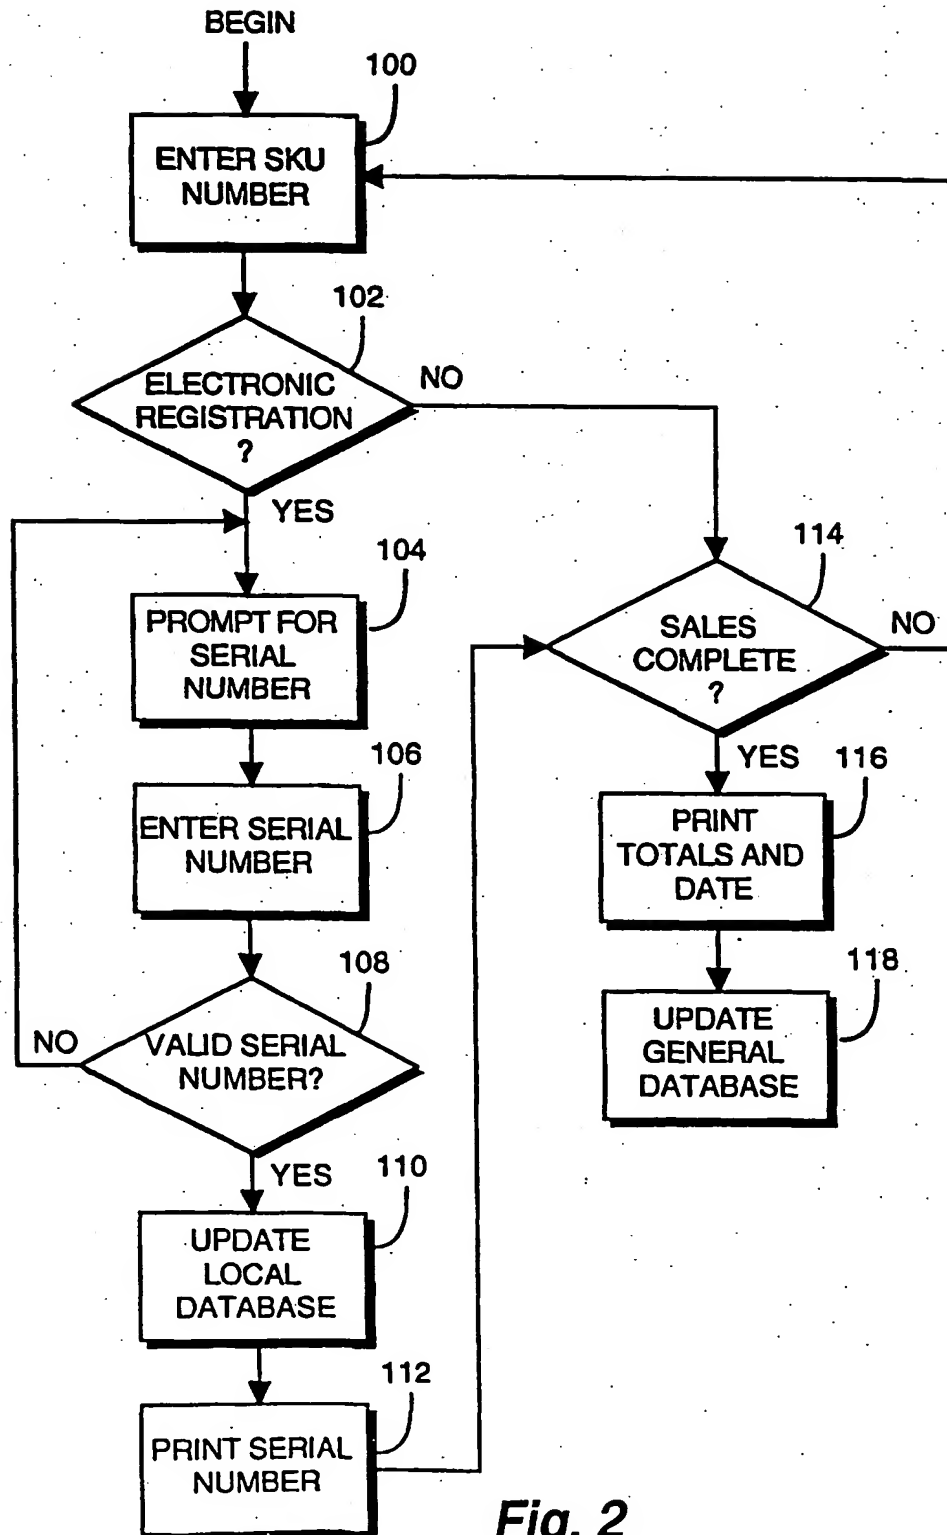 BEGIN
100
ENTER SKU
NUMBER
102
ELECTRONIC
REGISTRATION
?
NO
YES
104
PROMPT FOR
SERIAL
NUMBER
106
ENTER SERIAL
NUMBER
108
VALID SERIAL
NUMBER?
NO
YES
110
UPDATE
LOCAL
DATABASE
112
PRINT SERIAL
NUMBER
114
SALES
COMPLETE
?
NO
YES
116
PRINT
TOTALS AND
DATE
118
UPDATE
GENERAL
DATABASE
Fig. 2